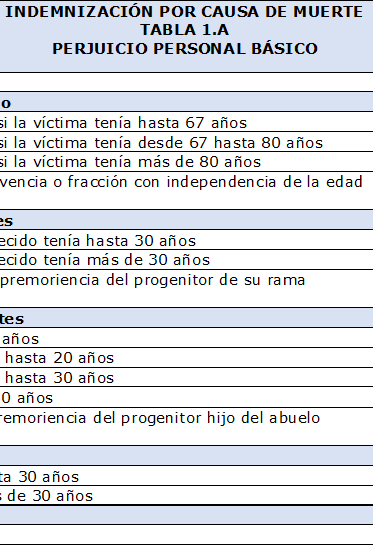 INDEMNIZACIÓN POR CAUSA DE MUERTE
TABLA 1.A
PERJUICIO PERSONAL BÁSICO
o
si la víctima tenía hasta 67 años
si la víctima tenía desde 67 hasta 80 años
si la víctima tenía más de 80 años
vencia o fracción con independencia de la edad
es
ecido tenía hasta 30 años
ecido tenía más de 30 años
premoriencia del progenitor de su rama
tes
años
hasta 20 años
hasta 30 años
0 años
remoriencia del progenitor hijo del abuelo
ta 30 años
s de 30 años